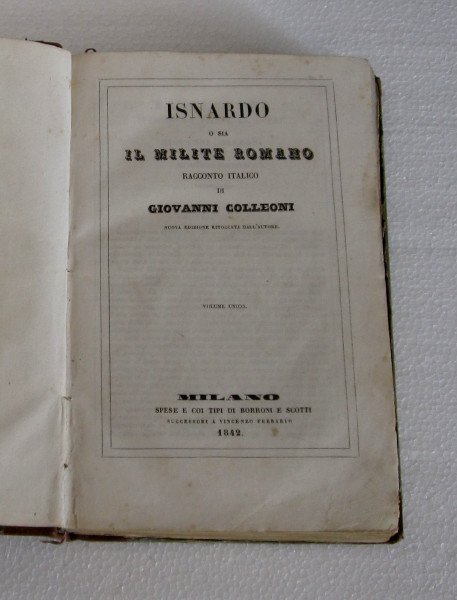 ISNARDO
O SIA
IL MILITE ROMANO
RACCONTO ITALICO
DI
GIOVANNI COLLEONI
NUOVA EDIZIONE RITOCCATA DALL'AUTORE.
VOLUME UNICO.
MILANO
SPESE E COI TIPI DI BORRONI E SCOTTI
SUCCESSORI A VINCENZO FERRARIO
1842.